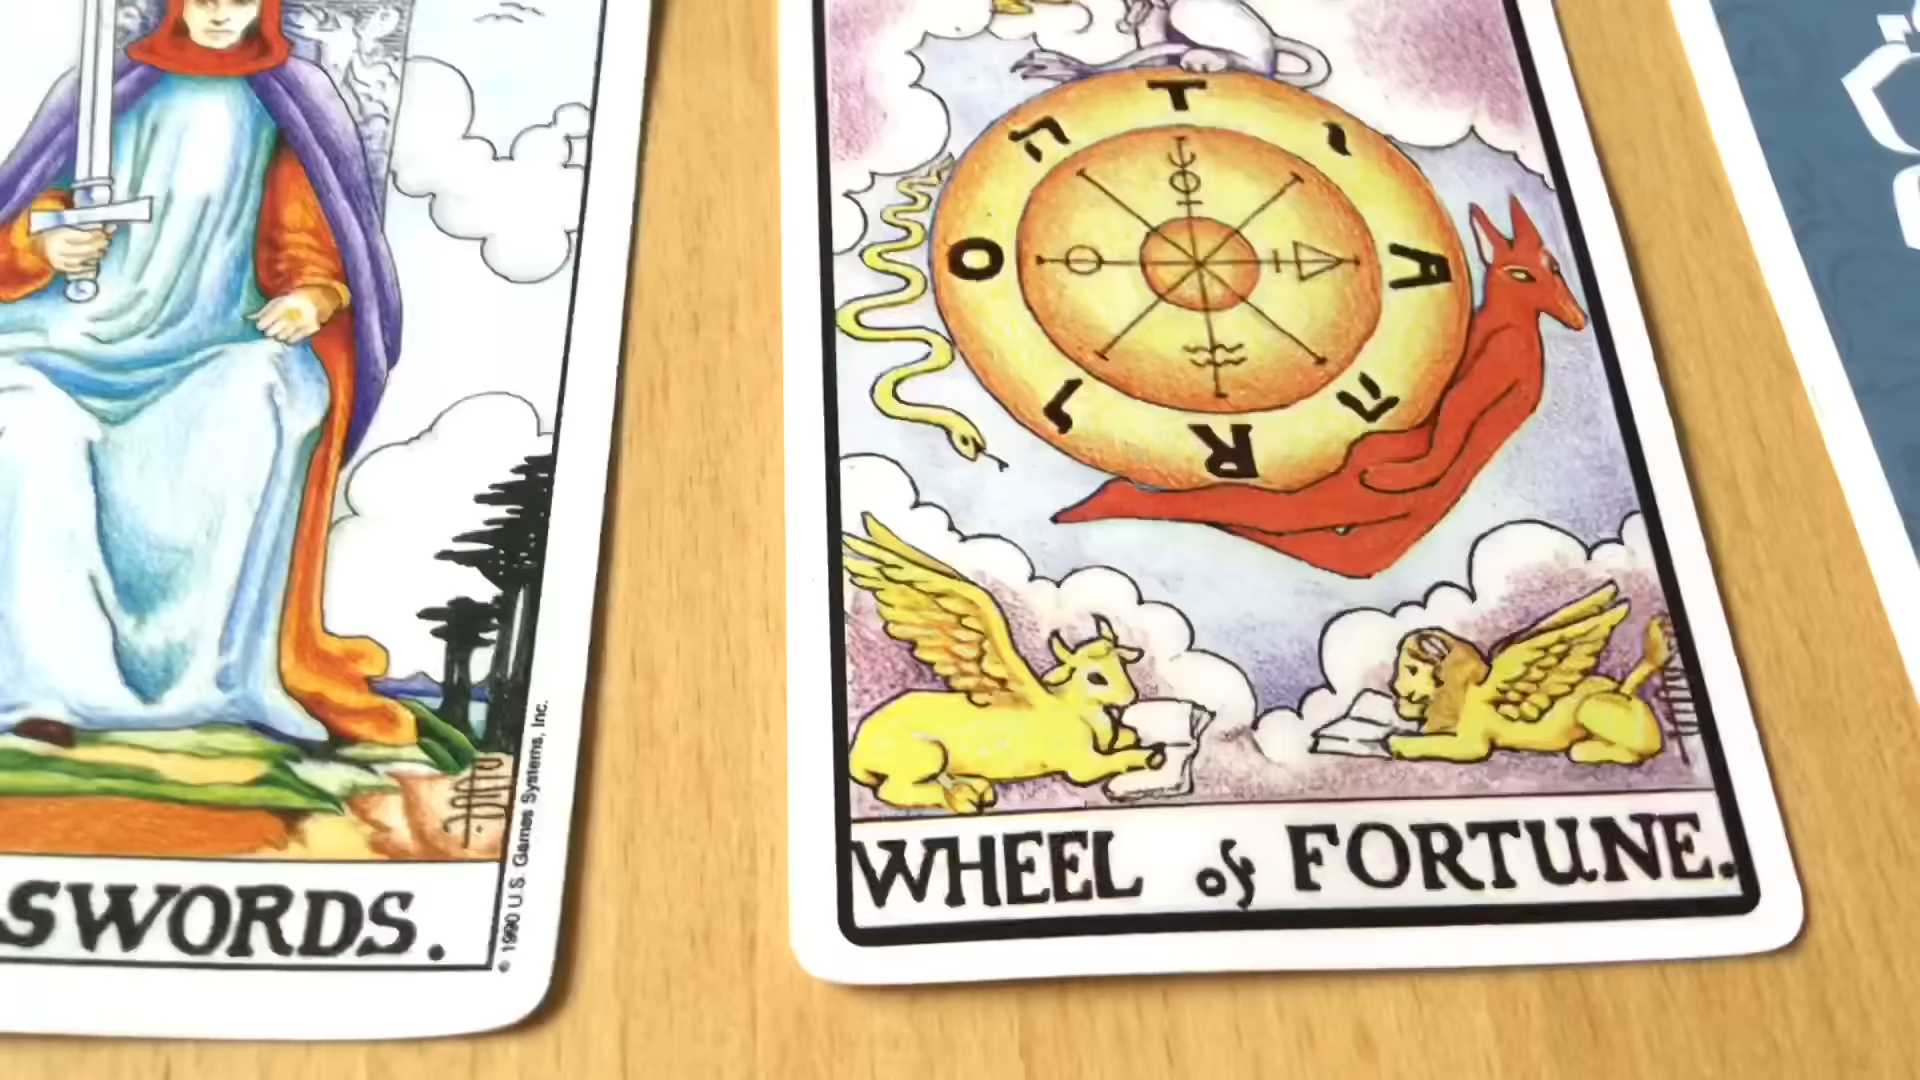 SWORDS.
© 1990 U.S. Games Systems, Inc.
T
ה י
O A
ו ה
R
WHEEL of FORTUNE.